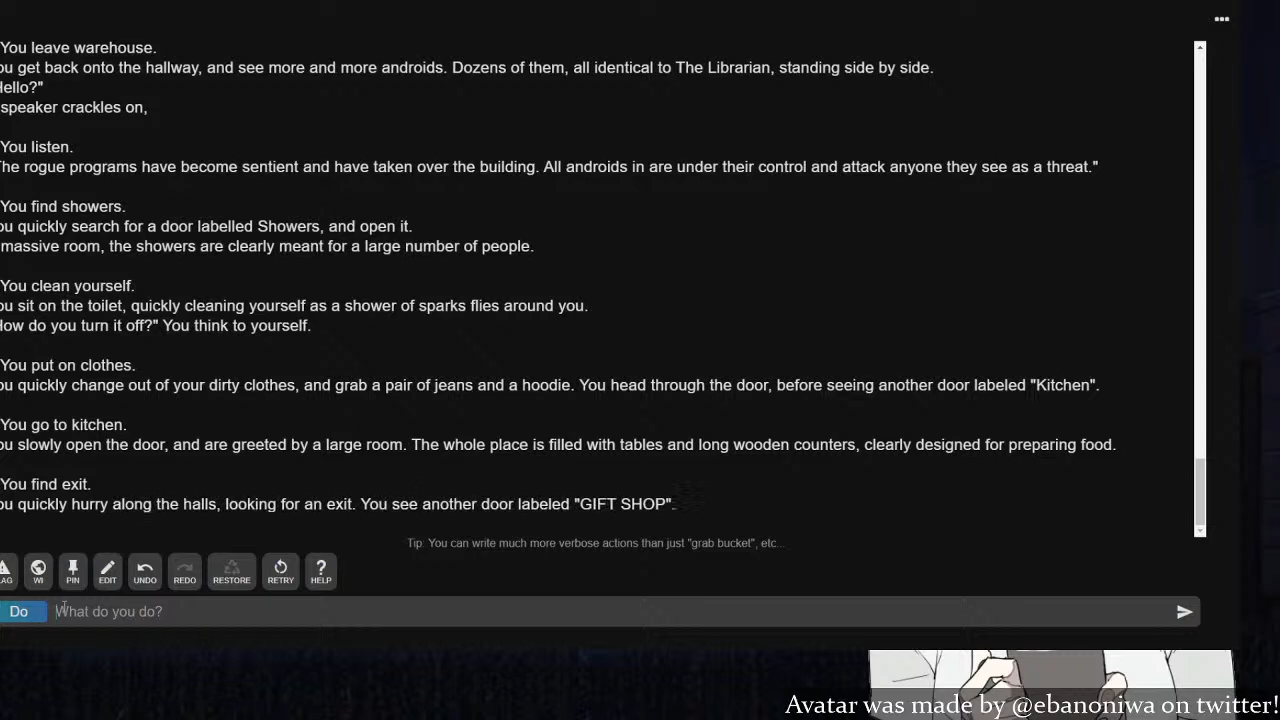 You leave warehouse.
ou get back onto the hallway, and see more and more androids. Dozens of them, all identical to The Librarian, standing side by side.
Hello?"
speaker crackles on,
You listen.
The rogue programs have become sentient and have taken over the building. All androids in are under their control and attack anyone they see as a threat."
You find showers.
ou quickly search for a door labelled Showers, and open it.
massive room, the showers are clearly meant for a large number of people.
You clean yourself.
ou sit on the toilet, quickly cleaning yourself as a shower of sparks flies around you.
How do you turn it off?" You think to yourself.
You put on clothes.
ou quickly change out of your dirty clothes, and grab a pair of jeans and a hoodie. You head through the door, before seeing another door labeled "Kitchen".
You go to kitchen.
ou slowly open the door, and are greeted by a large room. The whole place is filled with tables and long wooden counters, clearly designed for preparing food.
You find exit.
ou quickly hurry along the halls, looking for an exit. You see another door labeled "GIFT SHOP".
Tip: You can write much more verbose actions than just "grab bucket", etc...
LAG WI PIN EDIT UNDO REDO RESTORE RETRY HELP
Do What do you do?
Avatar was made by @ebanoniwa on twitter!